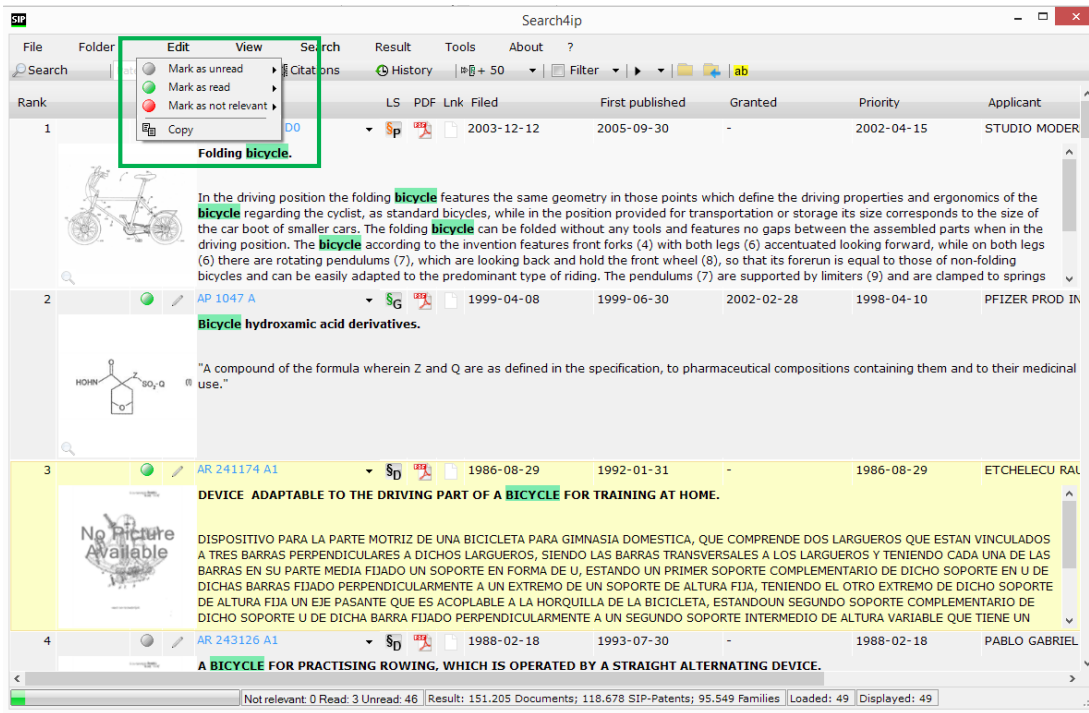 SIP Search4ip
File Folder Edit View Search Result Tools About ?
Search Citations History + 50 Filter ab
Mark as unread
Mark as read
Mark as not relevant
Copy
Rank LS PDF Lnk Filed First published Granted Priority Applicant
1 D0 §P PDF 2003-12-12 2005-09-30 - 2002-04-15 STUDIO MODER
Folding bicycle.
In the driving position the folding bicycle features the same geometry in those points which define the driving properties and ergonomics of the
bicycle regarding the cyclist, as standard bicycles, while in the position provided for transportation or storage its size corresponds to the size of
the car boot of smaller cars. The folding bicycle can be folded without any tools and features no gaps between the assembled parts when in the
driving position. The bicycle according to the invention features front forks (4) with both legs (6) accentuated looking forward, while on both legs
(6) there are rotating pendulums (7), which are looking back and hold the front wheel (8), so that its forerun is equal to those of non-folding
bicycles and can be easily adapted to the predominant type of riding. The pendulums (7) are supported by limiters (9) and are clamped to springs
2 AP 1047 A §G PDF 1999-04-08 1999-06-30 2002-02-28 1998-04-10 PFIZER PROD IN
Bicycle hydroxamic acid derivatives.
"A compound of the formula wherein Z and Q are as defined in the specification, to pharmaceutical compositions containing them and to their medicinal
use."
O
HOHN Z SO₂-Q (I)
O
3 AR 241174 A1 §D PDF 1986-08-29 1992-01-31 - 1986-08-29 ETCHELECU RAU
DEVICE ADAPTABLE TO THE DRIVING PART OF A BICYCLE FOR TRAINING AT HOME.
No Picture
Available
DISPOSITIVO PARA LA PARTE MOTRIZ DE UNA BICICLETA PARA GIMNASIA DOMESTICA, QUE COMPRENDE DOS LARGUEROS QUE ESTAN VINCULADOS
A TRES BARRAS PERPENDICULARES A DICHOS LARGUEROS, SIENDO LAS BARRAS TRANSVERSALES A LOS LARGUEROS Y TENIENDO CADA UNA DE LAS
BARRAS EN SU PARTE MEDIA FIJADO UN SOPORTE EN FORMA DE U, ESTANDO UN PRIMER SOPORTE COMPLEMENTARIO DE DICHO SOPORTE EN U DE
DICHAS BARRAS FIJADO PERPENDICULARMENTE A UN EXTREMO DE UN SOPORTE DE ALTURA FIJA, TENIENDO EL OTRO EXTREMO DE DICHO SOPORTE
DE ALTURA FIJA UN EJE PASANTE QUE ES ACOPLABLE A LA HORQUILLA DE LA BICICLETA, ESTANDOUN SEGUNDO SOPORTE COMPLEMENTARIO DE
DICHO SOPORTE U DE DICHA BARRA FIJADO PERPENDICULARMENTE A UN SEGUNDO SOPORTE INTERMEDIO DE ALTURA VARIABLE QUE TIENE UN
4 AR 243126 A1 §D PDF 1988-02-18 1993-07-30 - 1988-02-18 PABLO GABRIEL
A BICYCLE FOR PRACTISING ROWING, WHICH IS OPERATED BY A STRAIGHT ALTERNATING DEVICE.
Not relevant: 0 Read: 3 Unread: 46 Result: 151.205 Documents; 118.678 SIP-Patents; 95.549 Families Loaded: 49 Displayed: 49